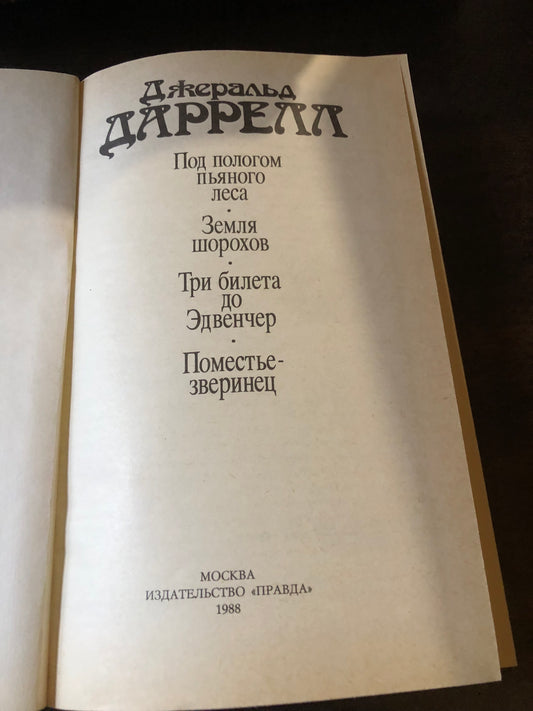 Джеральд
ДАРРЕЛЛ
Под пологом
пьяного
леса
•
Земля
шорохов
•
Три билета
до
Эдвенчер
•
Поместье-
зверинец
МОСКВА
ИЗДАТЕЛЬСТВО «ПРАВДА»
1988